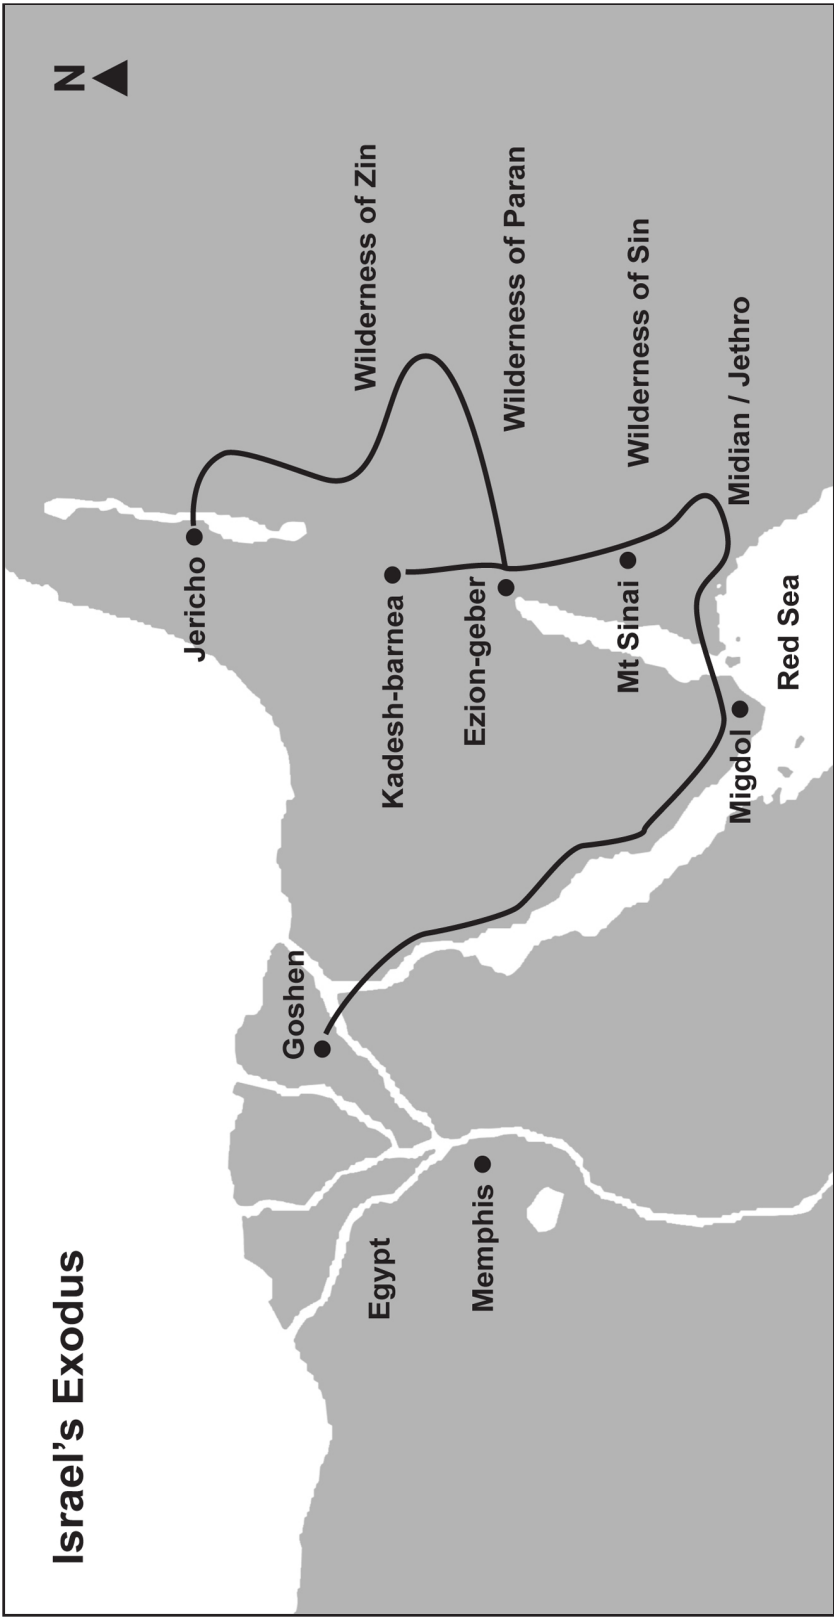 Israel's Exodus
N
Jericho
Goshen
Wilderness of Zin
Egypt
Kadesh-barnea
Memphis
Ezion-geber
Wilderness of Paran
Mt Sinai
Wilderness of Sin
Migdol
Midian / Jethro
Red Sea